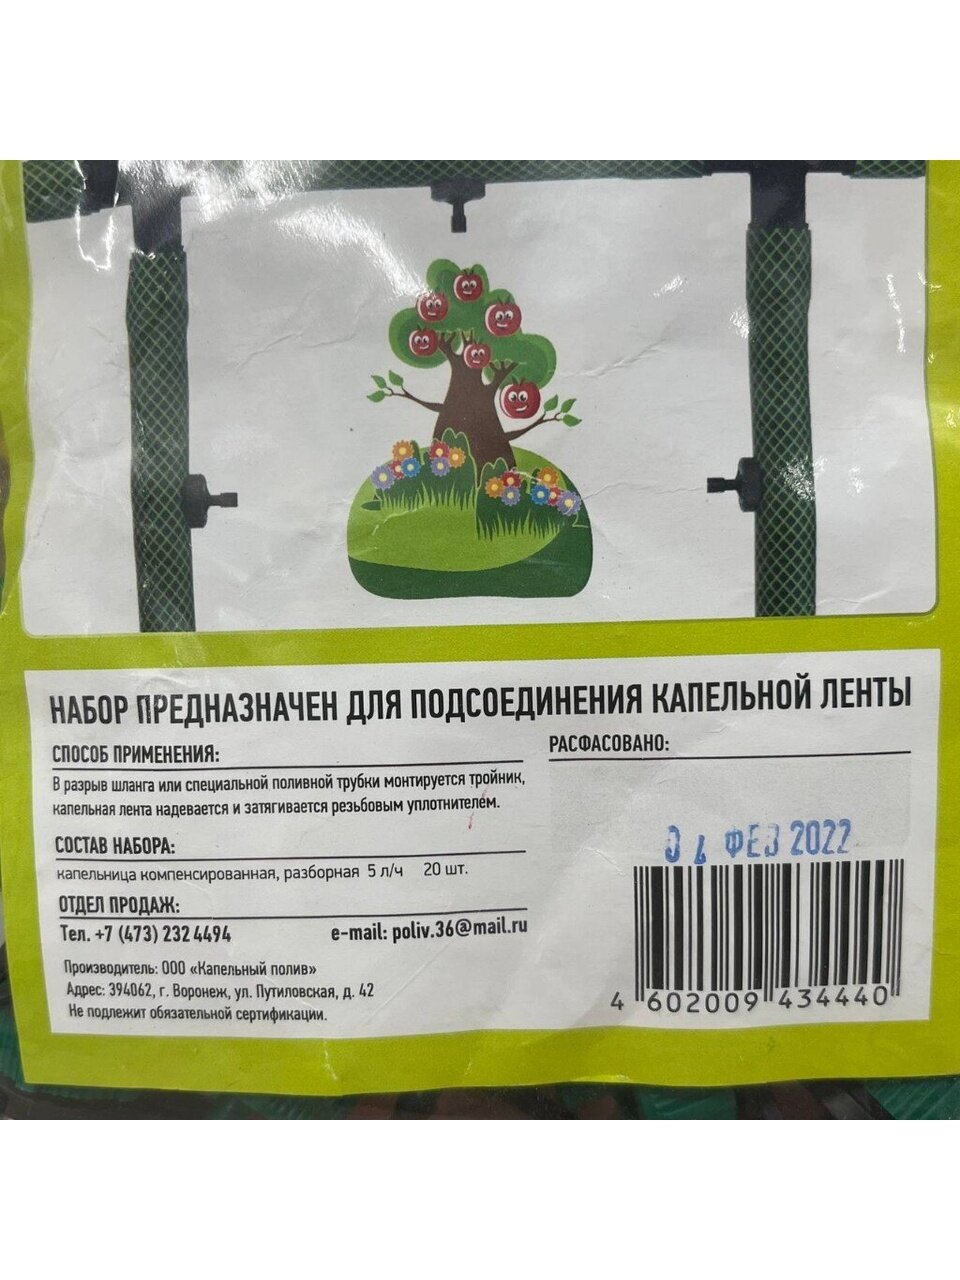 НАБОР ПРЕДНАЗНАЧЕН ДЛЯ ПОДСОЕДИНЕНИЯ КАПЕЛЬНОЙ ЛЕНТЫ
СПОСОБ ПРИМЕНЕНИЯ:
В разрыв шланга или специальной поливной трубки монтируется тройник,
капельная лента надевается и затягивается резьбовым уплотнителем.
СОСТАВ НАБОРА:
капельница компенсированная, разборная 5 л/ч 20 шт.
ОТДЕЛ ПРОДАЖ:
Тел. +7 (473) 232 4494 e-mail: poliv.36@mail.ru
Производитель: ООО «Капельный полив»
Адрес: 394062, г. Воронеж, ул. Путиловская, д. 42
Не подлежит обязательной сертификации.
РАСФАСОВАНО:
ФЕВ 2022
4 602009 434440